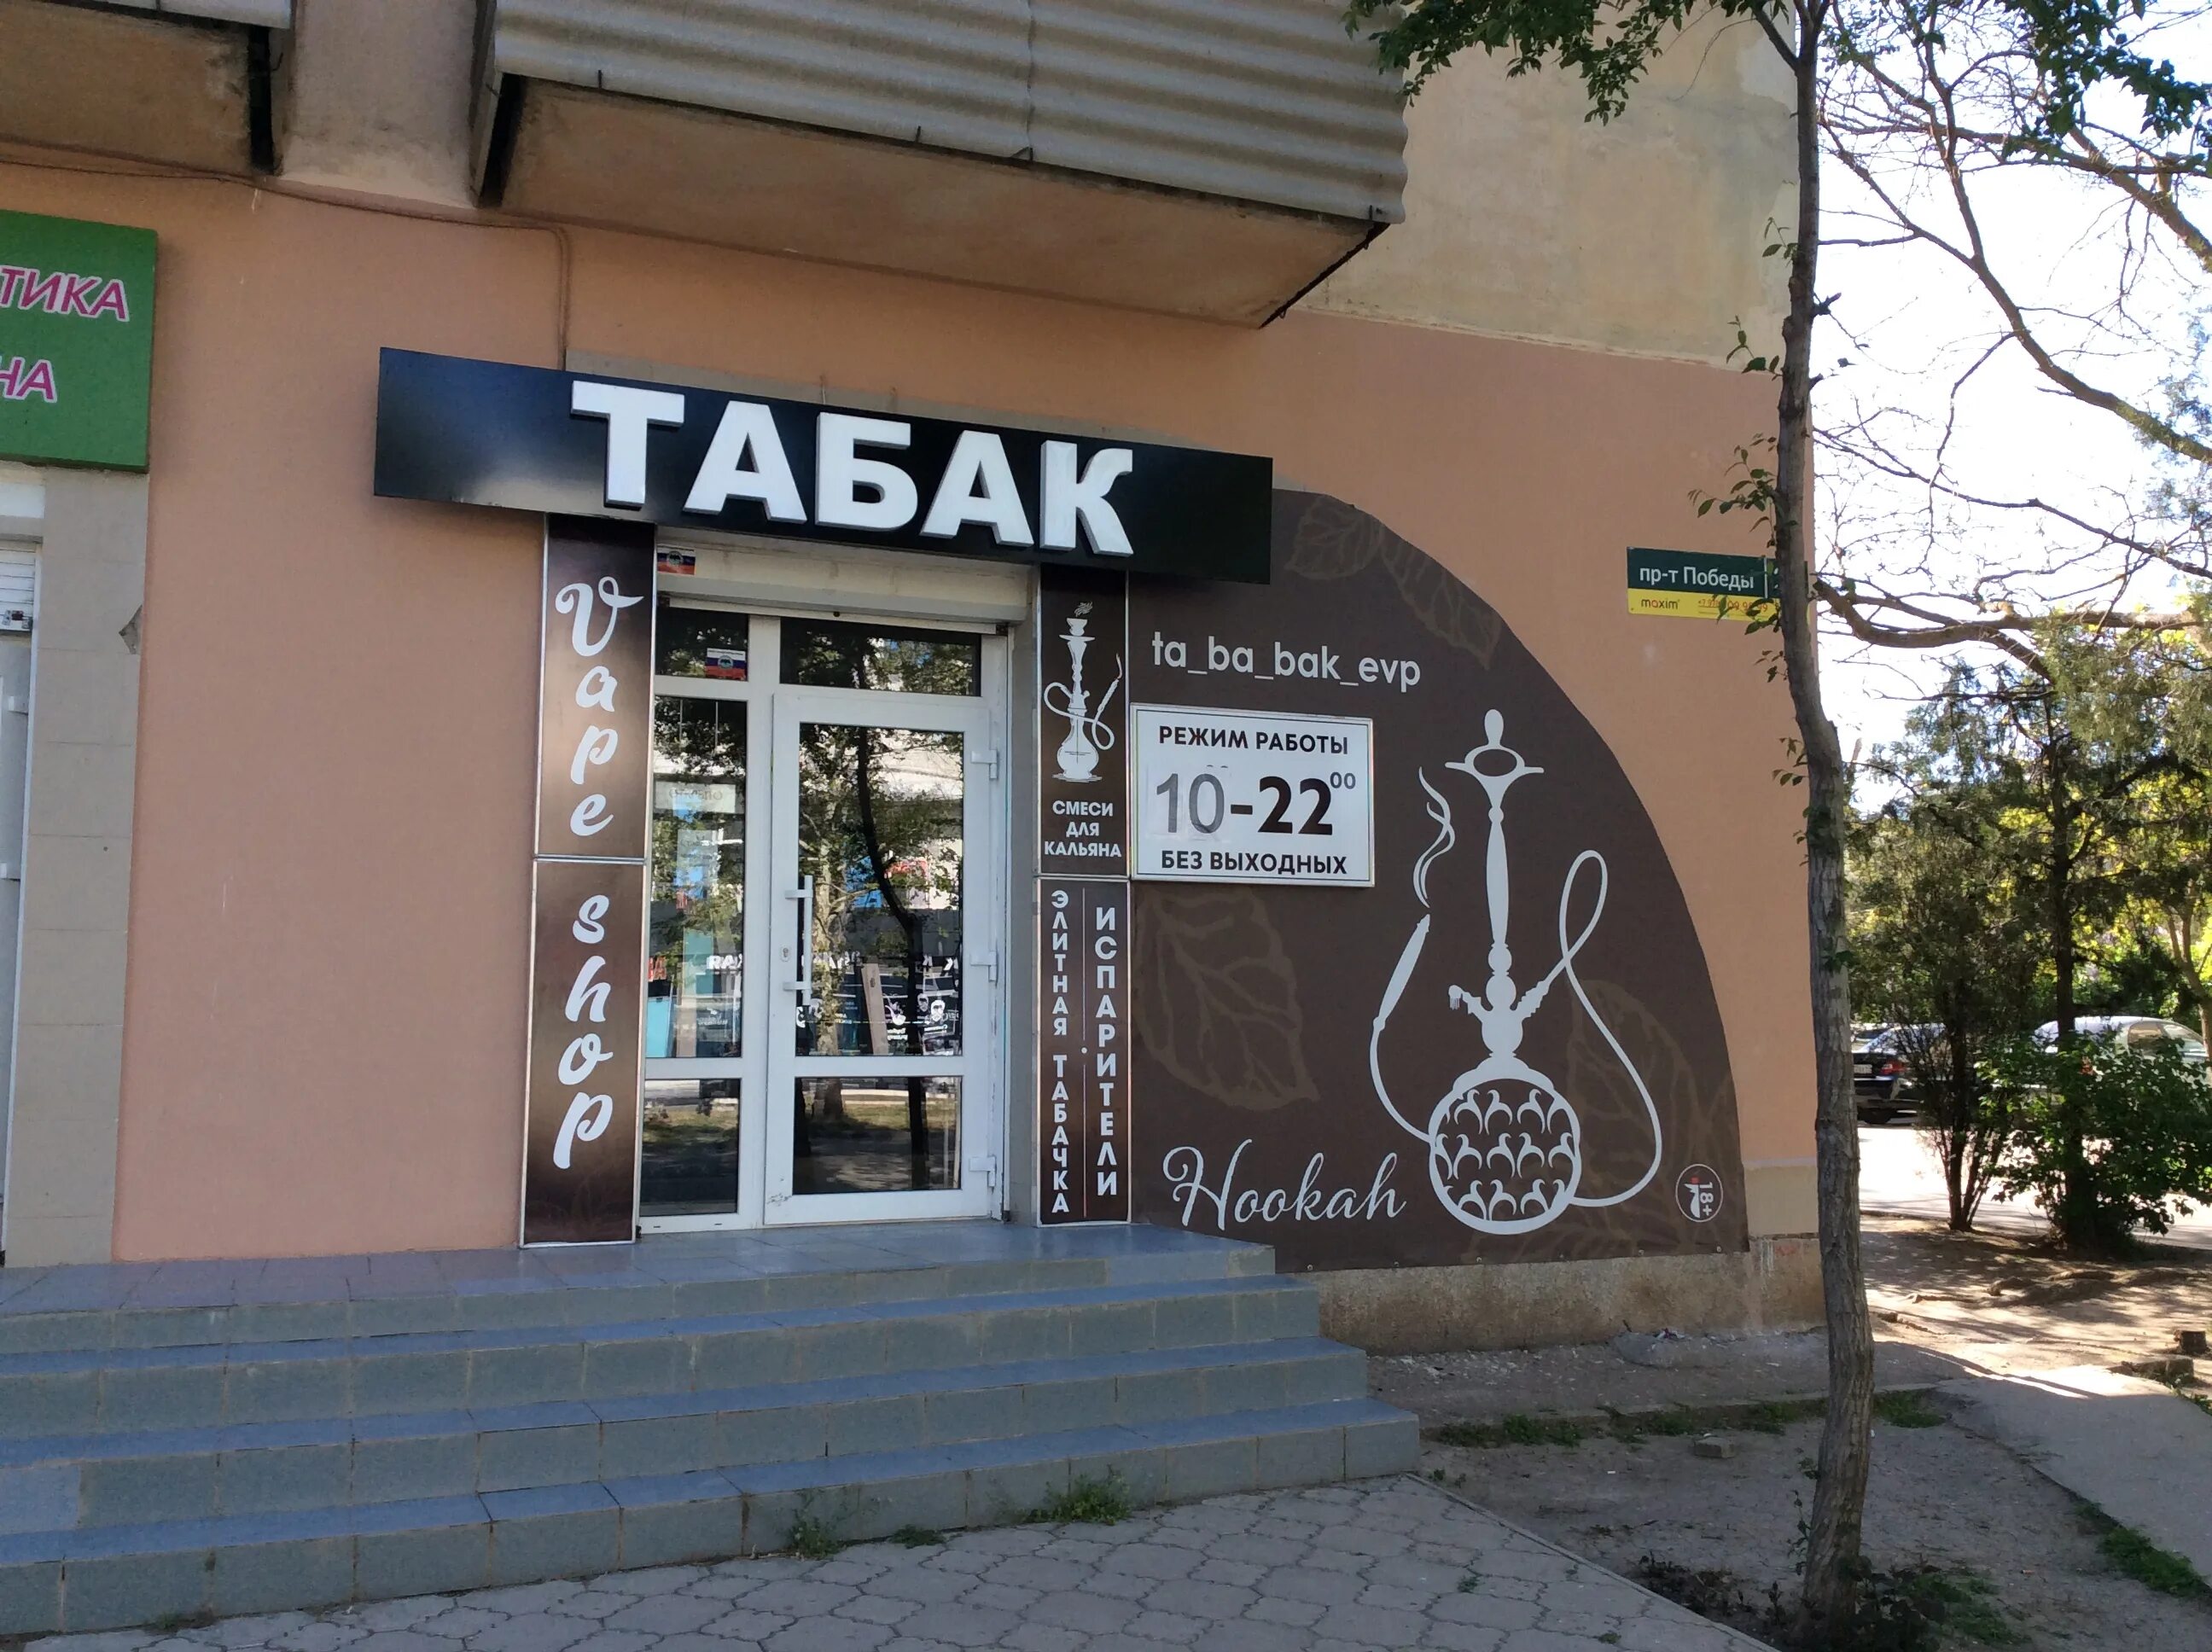 ТИКА
НА
ТАБАК
Vape
shop
СМЕСИ
ДЛЯ
КАЛЬЯНА
ЭЛИТНАЯ ТАБАЧКА
ИСПАРИТЕЛИ
ta_ba_bak_evp
РЕЖИМ РАБОТЫ
10-22 00
БЕЗ ВЫХОДНЫХ
Hookah
18+
пр-т Победы
maxim